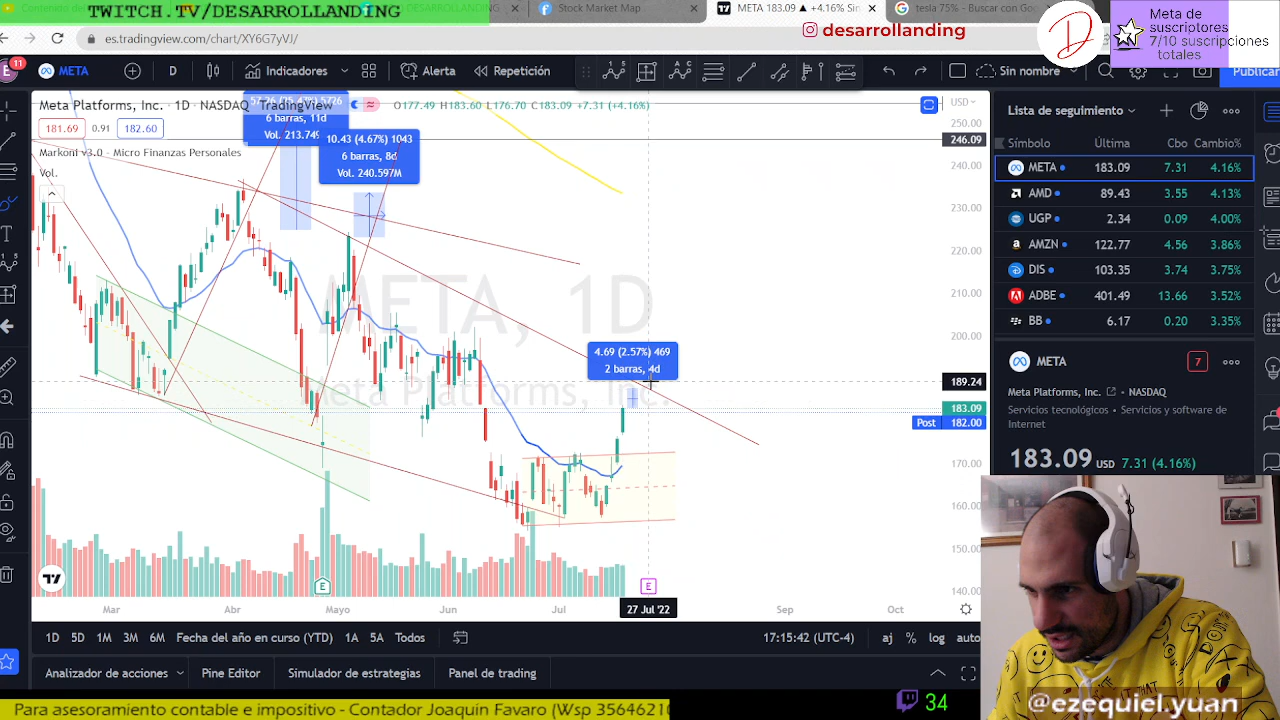 TWITCH.TV/DESAROLLANDING
DESAROLLANDING
Stock Market Map
META 183.09 ▲ +4.16% Sin
tesla 75% - Buscar con Go
es.tradingview.com/chart/XY6G7yVJ/
desarrollanding
Meta de
suscriptores
7/10 suscripciones
totales
E
11
META
D
Indicadores
Alerta
Repetición
Sin nombre
Publicar
Meta Platforms, Inc. · 1D · NASDAQ
TradingView
O177.49 H183.60 L176.70 C183.09 +7.31 (+4.16%)
USD
181.69
0.91
182.60
Markoni v3.0 - Micro Finanzas Personales
Vol.
6 barras, 11d
10.43 (4.67%) 1043
6 barras, 8d
Vol. 240.597M
4.69 (2.57%) 469
2 barras, 4d
META, 1D
Meta Platforms, Inc.
250.00
246.09
240.00
230.00
220.00
210.00
200.00
189.24
183.09
Post 182.00
170.00
160.00
150.00
140.00
E
E
Mar
Abr
Mayo
Jun
Jul
27 Jul '22
Sep
Oct
1D 5D 1M 3M 6M Fecha del año en curso (YTD) 1A 5A Todos
17:15:42 (UTC-4)
aj % log auto
Analizador de acciones
Pine Editor
Simulador de estrategias
Panel de trading
Lista de seguimiento
Símbolo Última Cbo Cambio%
META 183.09 7.31 4.16%
AMD 89.43 3.55 4.13%
UGP 2.34 0.09 4.00%
AMZN 122.77 4.56 3.86%
DIS 103.35 3.74 3.75%
ADBE 401.49 13.66 3.52%
BB 6.17 0.20 3.35%
META
7
Meta Platforms, Inc. · NASDAQ
Servicios tecnológicos · Servicios y software de
Internet
183.09 USD 7.31 (4.16%)
Para asesoramiento contable e impositivo - Contador Joaquin Favaro (Wsp 35646210
34
@ezequiel.yuan